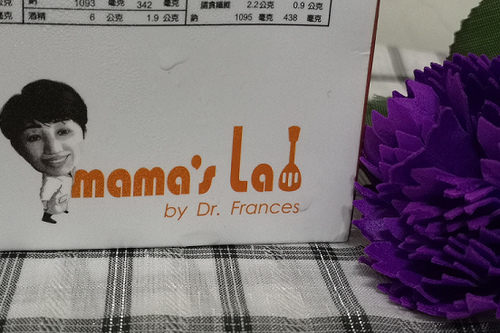 鈉 1093 毫克 342 毫克
酒精 6 公克 1.9 公克
膳食纖維 2.2公克 0.9 公克
鈉 1095 毫克 438 毫克
mama's Lab
by Dr. Frances